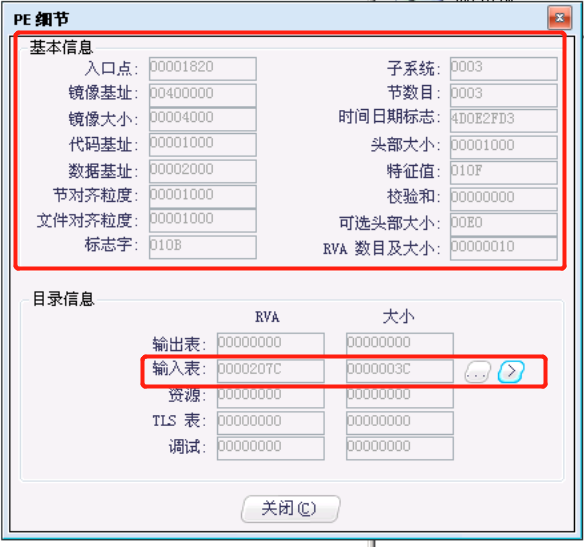 PE 细节
基本信息
入口点: 00001820 子系统: 0003
镜像基址: 00400000 节数目: 0003
镜像大小: 00004000 时间日期标志: 4D0E2FD3
代码基址: 00001000 头部大小: 00001000
数据基址: 00002000 特征值: 010F
节对齐粒度: 00001000 校验和: 00000000
文件对齐粒度: 00001000 可选头部大小: 00E0
标志字: 010B RVA 数目及大小: 00000010
目录信息
RVA 大小
输出表: 00000000 00000000
输入表: 0000207C 0000003C ... >
资源: 00000000 00000000
TLS 表: 00000000 00000000
调试: 00000000 00000000
关闭(C)